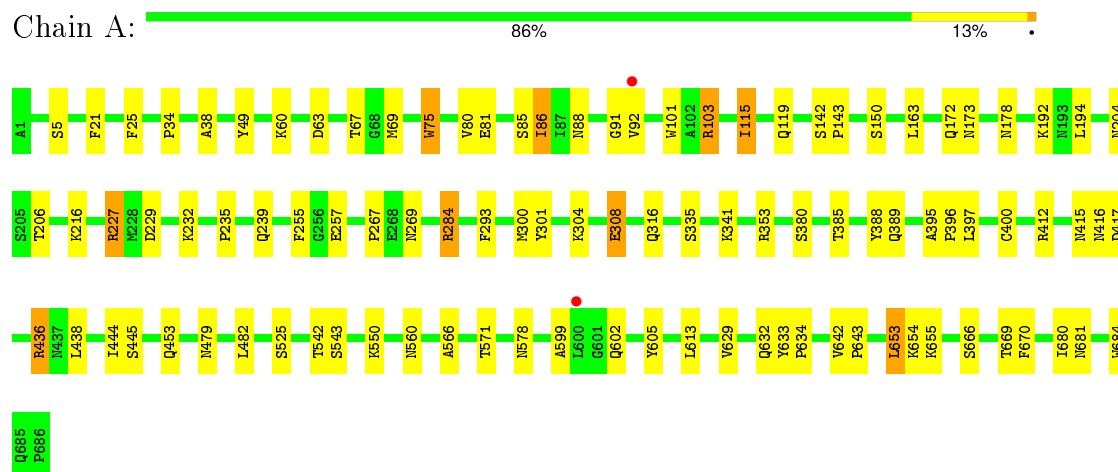 Chain A:
86% 13% •
A1 S5 F21 F25 P34 A38 Y49 K60 D63 T67 G68 M69 W75 V80 E81 S85 I86 I87 N88 G91 V92 W101 A102 R103 I115 Q119 S142 P143 S150 L163 Q172 N173 N178 K192 N193 L194 N204
S205 T206 K216 R227 M228 D229 K232 P235 Q239 F255 G256 E257 P267 E268 N269 R284 F293 M300 Y301 K304 E308 Q316 S335 K341 R353 S380 T385 Y388 Q389 A395 P396 L397 C400 R412 N415 N416 D417
R436 N437 L438 I444 S445 Q453 N479 L482 S525 T542 S543 K550 N560 A566 T571 N578 A599 L600 G601 Q602 Y605 L613 V629 Q632 Y633 P634 V642 P643 L653 K654 K655 S666 T669 F670 I680 N681 W684
Q685 P686